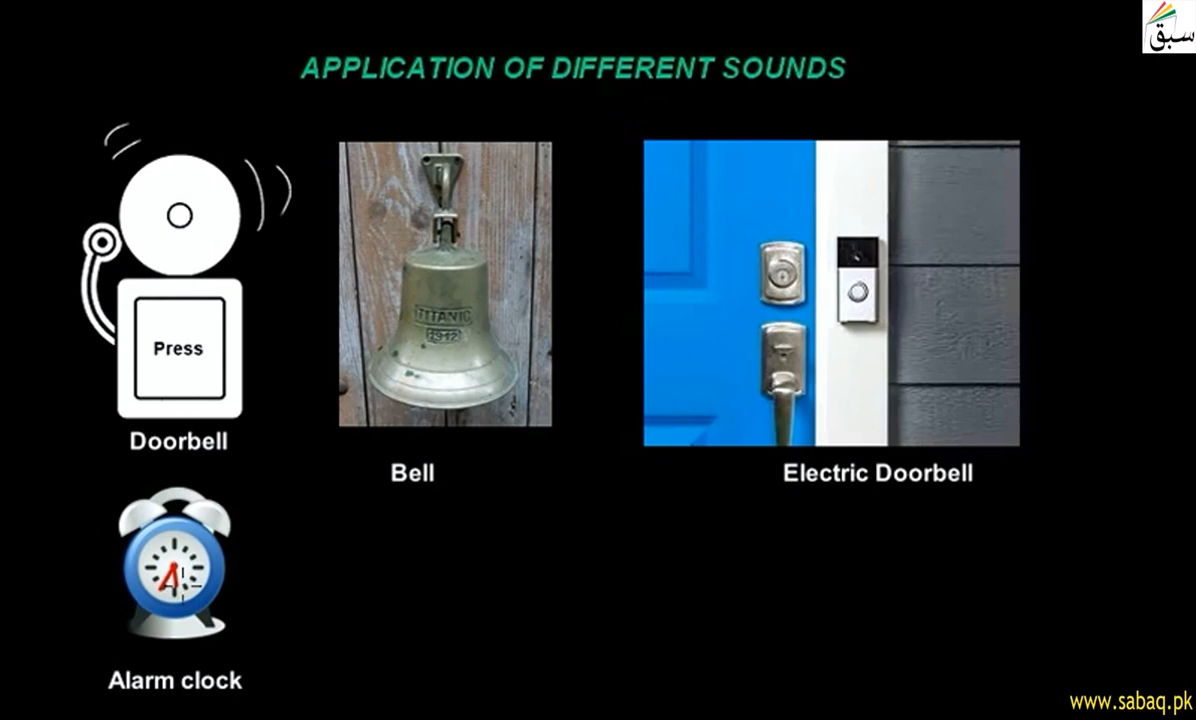 سبق
APPLICATION OF DIFFERENT SOUNDS
Press
TITANIC
1912
Doorbell
Bell
Electric Doorbell
Alarm clock
www.sabaq.pk